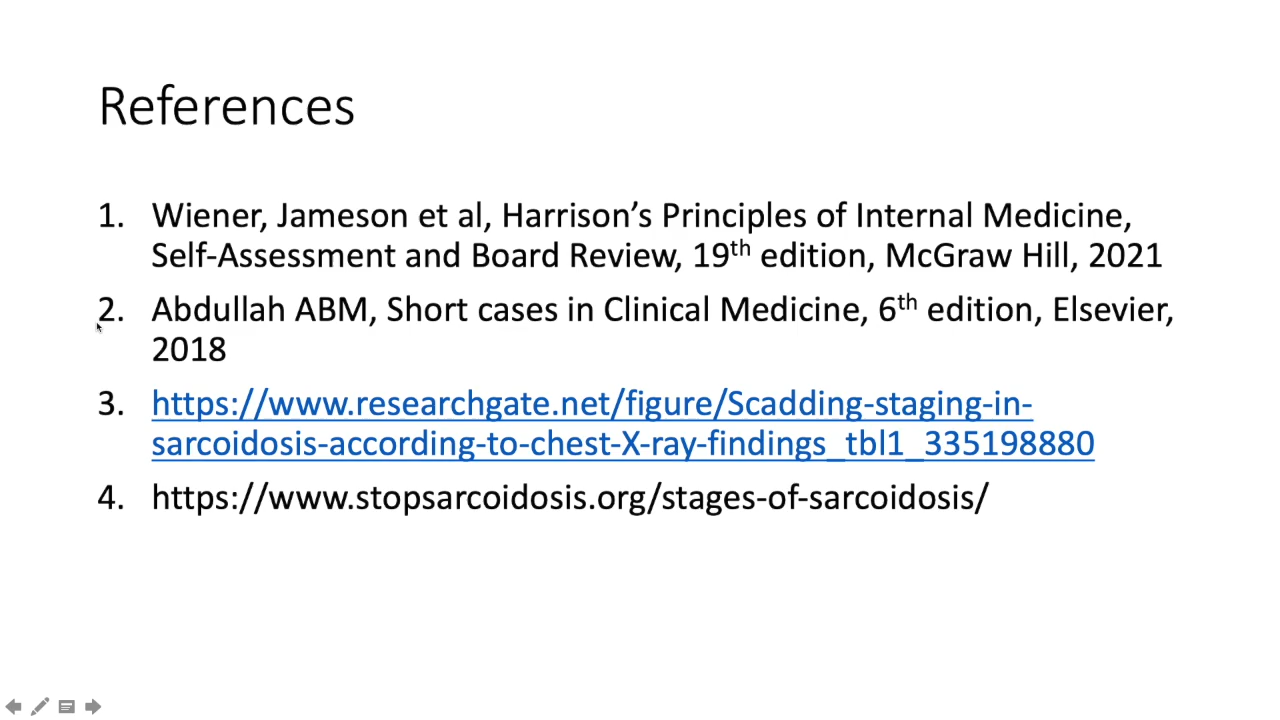 References
1. Wiener, Jameson et al, Harrison’s Principles of Internal Medicine,
Self-Assessment and Board Review, 19th edition, McGraw Hill, 2021
2. Abdullah ABM, Short cases in Clinical Medicine, 6th edition, Elsevier,
2018
3. https://www.researchgate.net/figure/Scadding-staging-in-
sarcoidosis-according-to-chest-X-ray-findings_tbl1_335198880
4. https://www.stopsarcoidosis.org/stages-of-sarcoidosis/